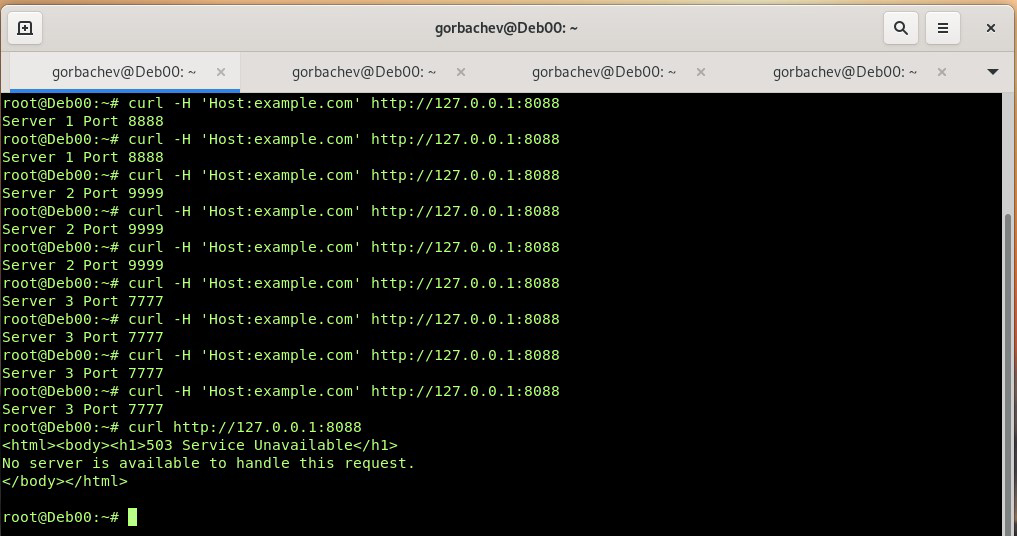 gorbachev@Deb00: ~
gorbachev@Deb00: ~ gorbachev@Deb00: ~ gorbachev@Deb00: ~ gorbachev@Deb00: ~
root@Deb00:~# curl -H 'Host:example.com' http://127.0.0.1:8088
Server 1 Port 8888
root@Deb00:~# curl -H 'Host:example.com' http://127.0.0.1:8088
Server 1 Port 8888
root@Deb00:~# curl -H 'Host:example.com' http://127.0.0.1:8088
Server 2 Port 9999
root@Deb00:~# curl -H 'Host:example.com' http://127.0.0.1:8088
Server 2 Port 9999
root@Deb00:~# curl -H 'Host:example.com' http://127.0.0.1:8088
Server 2 Port 9999
root@Deb00:~# curl -H 'Host:example.com' http://127.0.0.1:8088
Server 3 Port 7777
root@Deb00:~# curl -H 'Host:example.com' http://127.0.0.1:8088
Server 3 Port 7777
root@Deb00:~# curl -H 'Host:example.com' http://127.0.0.1:8088
Server 3 Port 7777
root@Deb00:~# curl -H 'Host:example.com' http://127.0.0.1:8088
Server 3 Port 7777
root@Deb00:~# curl http://127.0.0.1:8088
<html><body><h1>503 Service Unavailable</h1>
No server is available to handle this request.
</body></html>
root@Deb00:~#